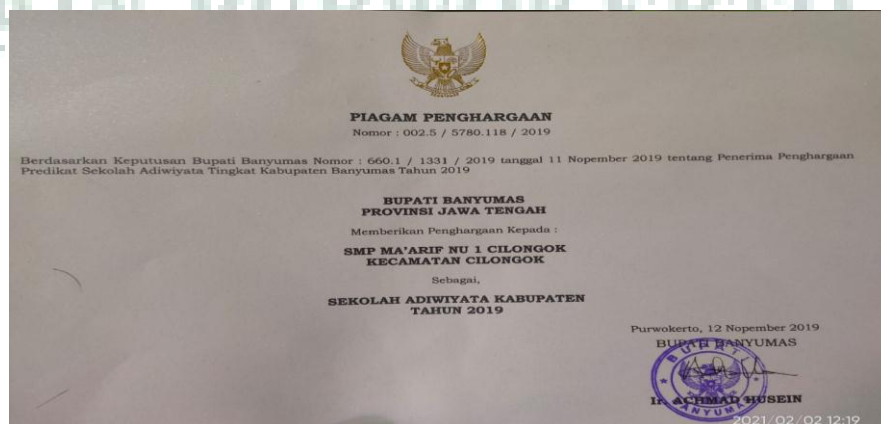 PIAGAM PENGHARGAAN
Nomor : 002.5 / 5780.118 / 2019
Berdasarkan Keputusan Bupati Banyumas Nomor : 660.1 / 1331 / 2019 tanggal 11 Nopember 2019 tentang Penerima Penghargaan
Predikat Sekolah Adiwiyata Tingkat Kabupaten Banyumas Tahun 2019
BUPATI BANYUMAS
PROVINSI JAWA TENGAH
Memberikan Penghargaan Kepada :
SMP MA'ARIF NU 1 CILONGOK
KECAMATAN CILONGOK
Sebagai,
SEKOLAH ADIWIYATA KABUPATEN
TAHUN 2019
Purwokerto, 12 Nopember 2019
BUPATI BANYUMAS
BUPATI
Ir. ACHMAD HUSEIN
BANYUMAS
2021/02/02 12:19